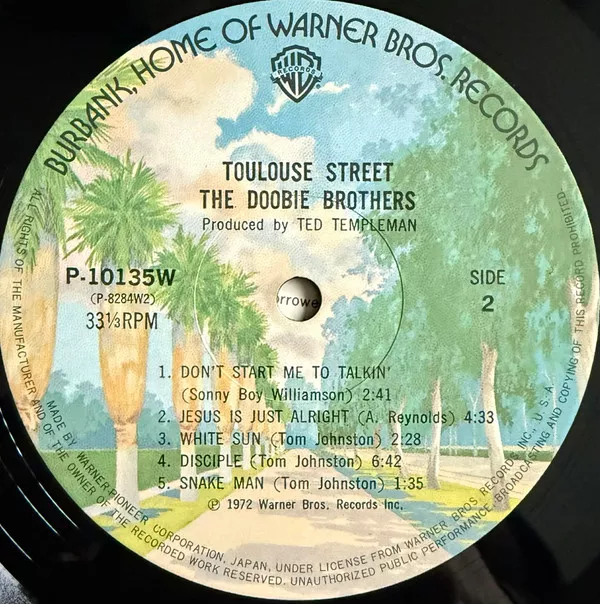 BURBANK, HOME OF WARNER BROS. RECORDS
WB
RECORDS
TOULOUSE STREET
THE DOOBIE BROTHERS
Produced by TED TEMPLEMAN
P-10135W
(P-8284W2)
33⅓RPM
SIDE
2
rrowe
1. DON'T START ME TO TALKIN'
(Sonny Boy Williamson) 2:41
2. JESUS IS JUST ALRIGHT (A. Reynolds) 4:33
3. WHITE SUN (Tom Johnston) 2:28
4. DISCIPLE (Tom Johnston) 6:42
5. SNAKE MAN (Tom Johnston) 1:35
℗ 1972 Warner Bros. Records Inc.
MADE BY WARNER-PIONEER CORPORATION, JAPAN, UNDER LICENSE FROM WARNER BROS. RECORDS INC., U.S.A.
ALL RIGHTS OF THE MANUFACTURER AND OF THE OWNER OF THE RECORDED WORK RESERVED. UNAUTHORIZED PUBLIC PERFORMANCE, BROADCASTING AND COPYING OF THIS RECORD PROHIBITED